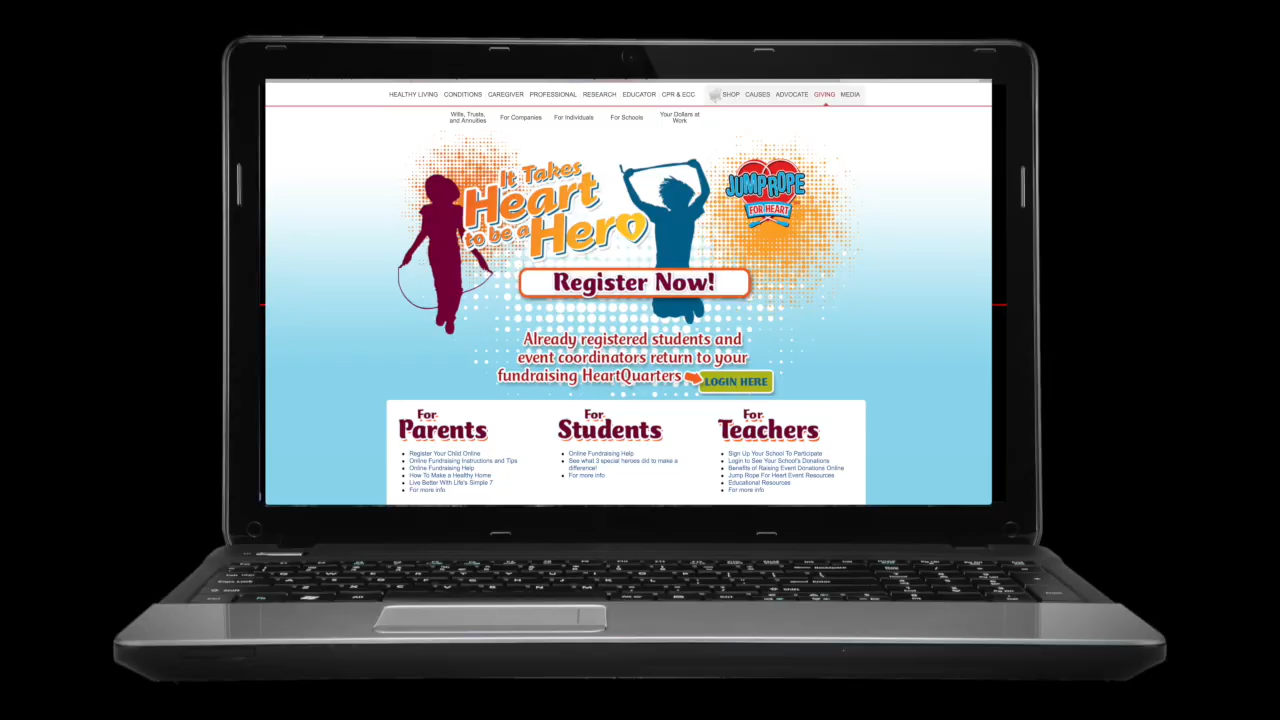 HEALTHY LIVING CONDITIONS CAREGIVER PROFESSIONAL RESEARCH EDUCATOR CPR & ECC SHOP CAUSES ADVOCATE GIVING MEDIA
Wills, Trusts, and Annuities For Companies For Individuals For Schools Your Dollars at Work
It Takes
Heart
to be a
Hero
JUMP ROPE
FOR HEART
Register Now!
Already registered students and
event coordinators return to your
fundraising HeartQuarters LOGIN HERE
For
Parents
Register Your Child Online
Online Fundraising Instructions and Tips
Online Fundraising Help
How To Make a Healthy Home
Live Better With Life's Simple 7
For more info
For
Students
Online Fundraising Help
See what 3 special heroes did to make a
difference!
For more info
For
Teachers
Sign Up Your School To Participate
Login to See Your School's Donations
Benefits of Raising Event Donations Online
Jump Rope For Heart Event Resources
Educational Resources
For more info